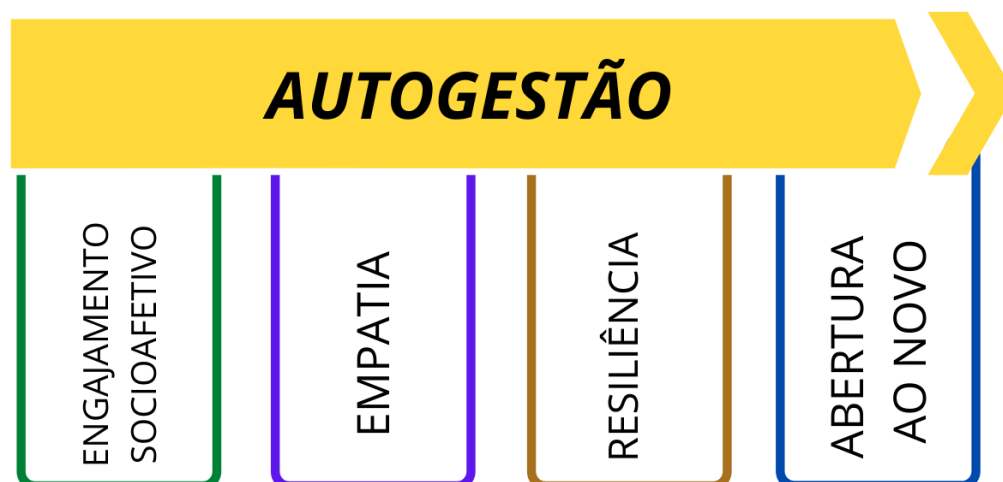 AUTOGESTÃO
ENGAJAMENTO
SOCIOAFETIVO
EMPATIA
RESILIÊNCIA
ABERTURA
AO NOVO